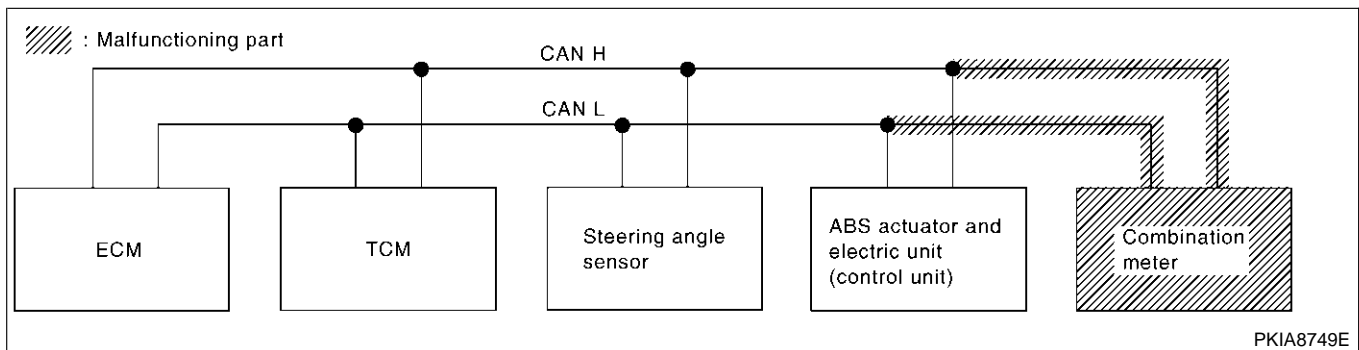 : Malfunctioning part
CAN H
CAN L
ECM
TCM
Steering angle
sensor
ABS actuator and
electric unit
(control unit)
Combination
meter
PKIA8749E